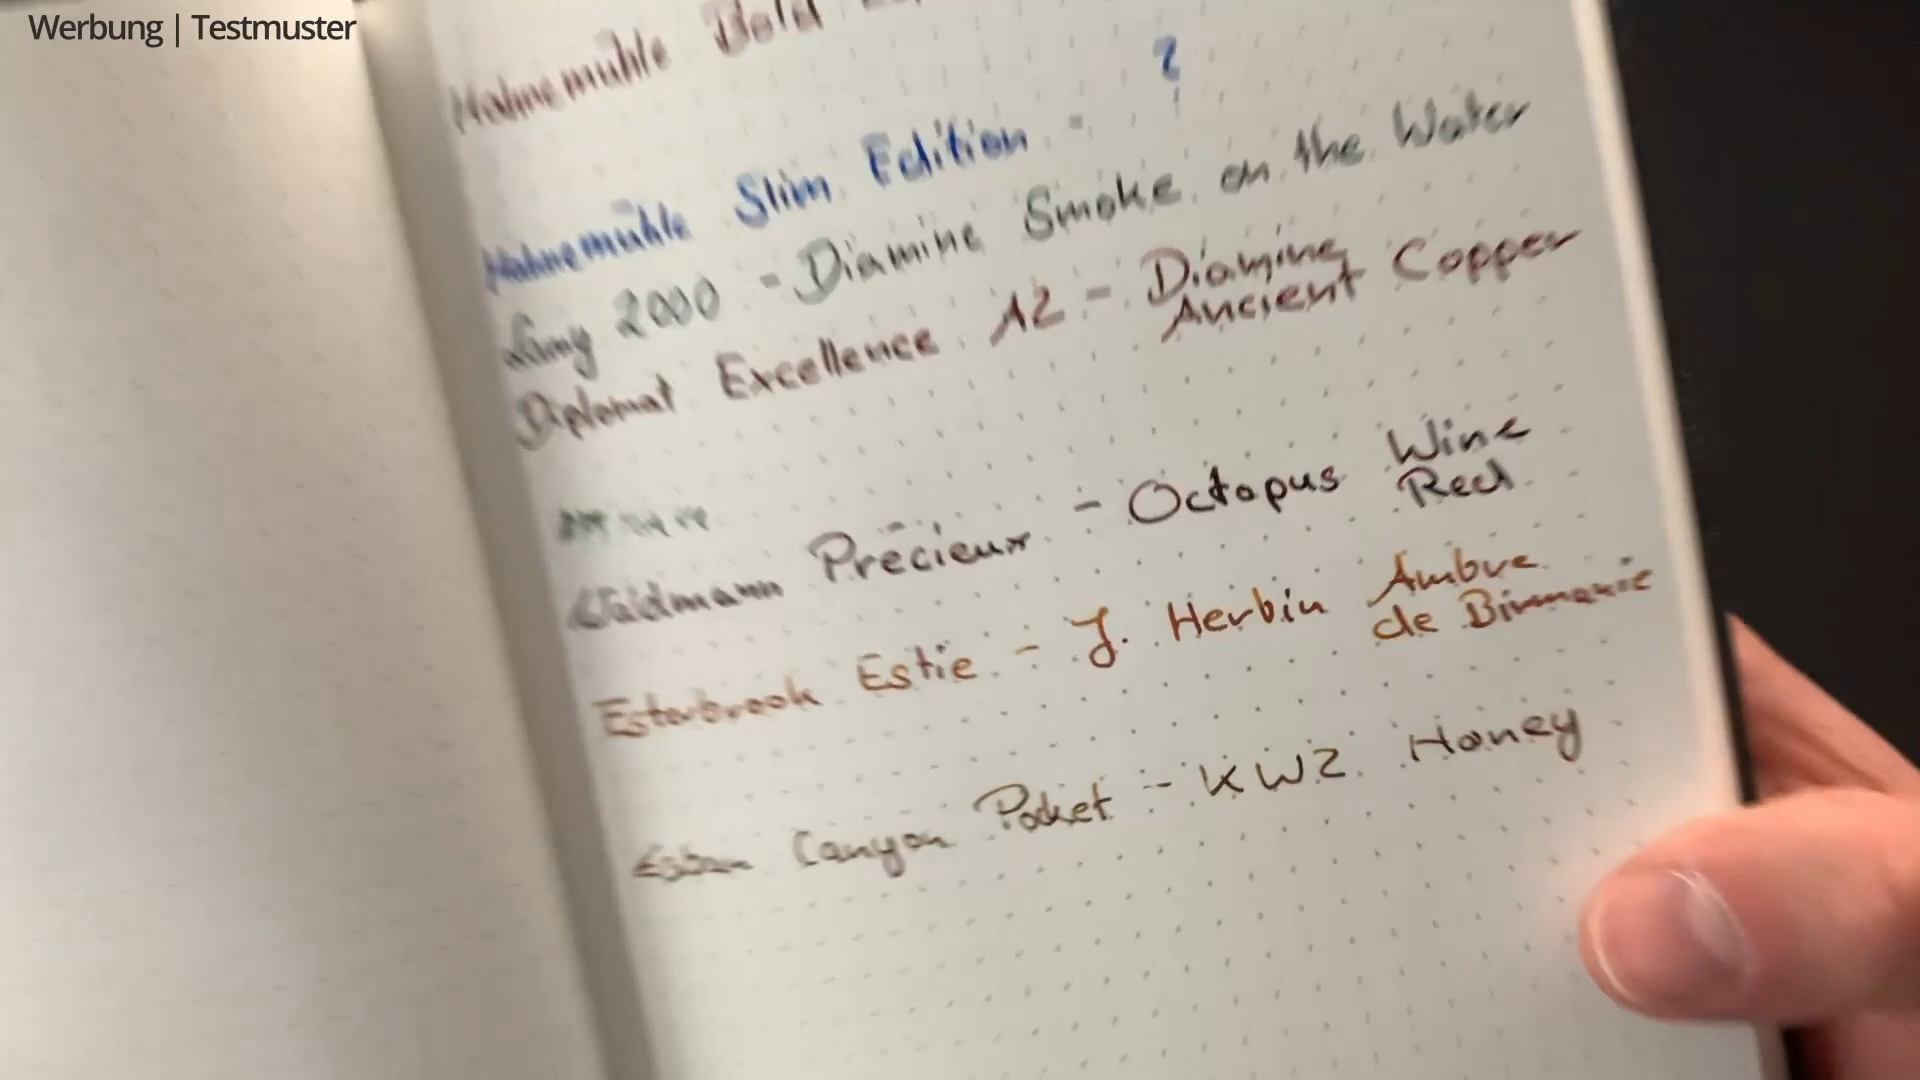 Werbung | Testmuster
Hahnemühle Bold
Hahnemühle Slim Edition - ?
Lamy 2000 - Diamine Smoke on the Water
Diplomat Excellence A2 - Diamine Copper
Ancient
Waldmann Précieux - Octopus Wine
Red
Esterbrook Estie - J. Herbin Ambre
de Birmanie
Canyon Pocket - KWZ Honey